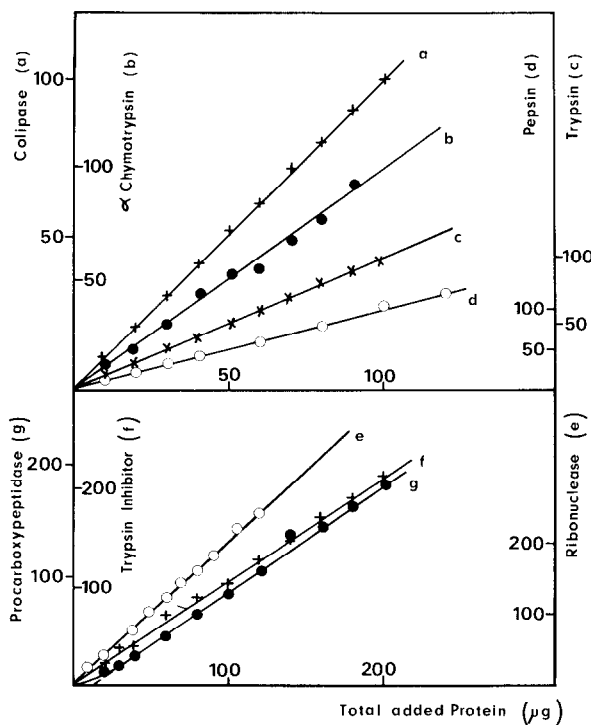 Colipase (a)
α Chymotrypsin (b)
Pepsin (d)
Trypsin (c)
100
50
100
50
100
50
100
50
a
b
c
d
50
100
Procarboxypeptidase (g)
Trypsin Inhibitor (f)
Ribonuclease (e)
200
100
200
100
200
100
e
f
g
100
200
Total added Protein (µg)